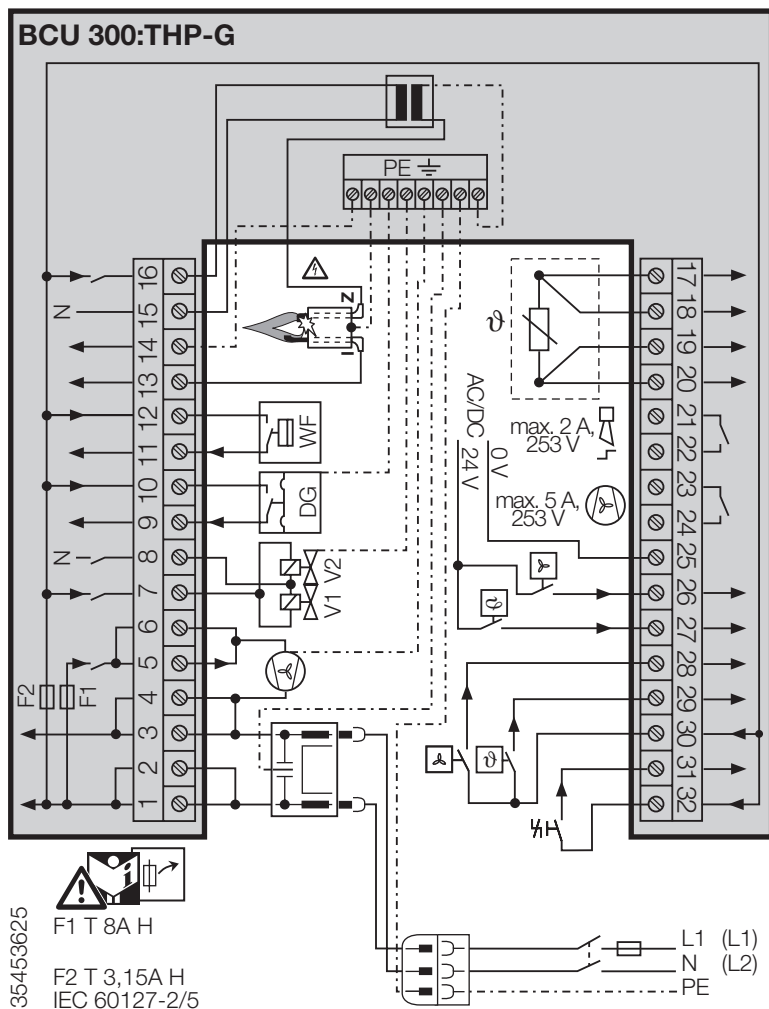 BCU 300:THP-G
PE
16
15
14
13
12
11
10
9
8
7
6
5
4
3
2
1
N
N
F2
F1
Z
I
WF
DG
V2
V1
ϑ
AC/DC 24 V
0 V
max. 2 A,
253 V
max. 5 A,
253 V
ϑ
ϑ
17
18
19
20
21
22
23
24
25
26
27
28
29
30
31
32
i
F1 T 8A H
F2 T 3,15A H
IEC 60127-2/5
35453625
L1 (L1)
N (L2)
PE